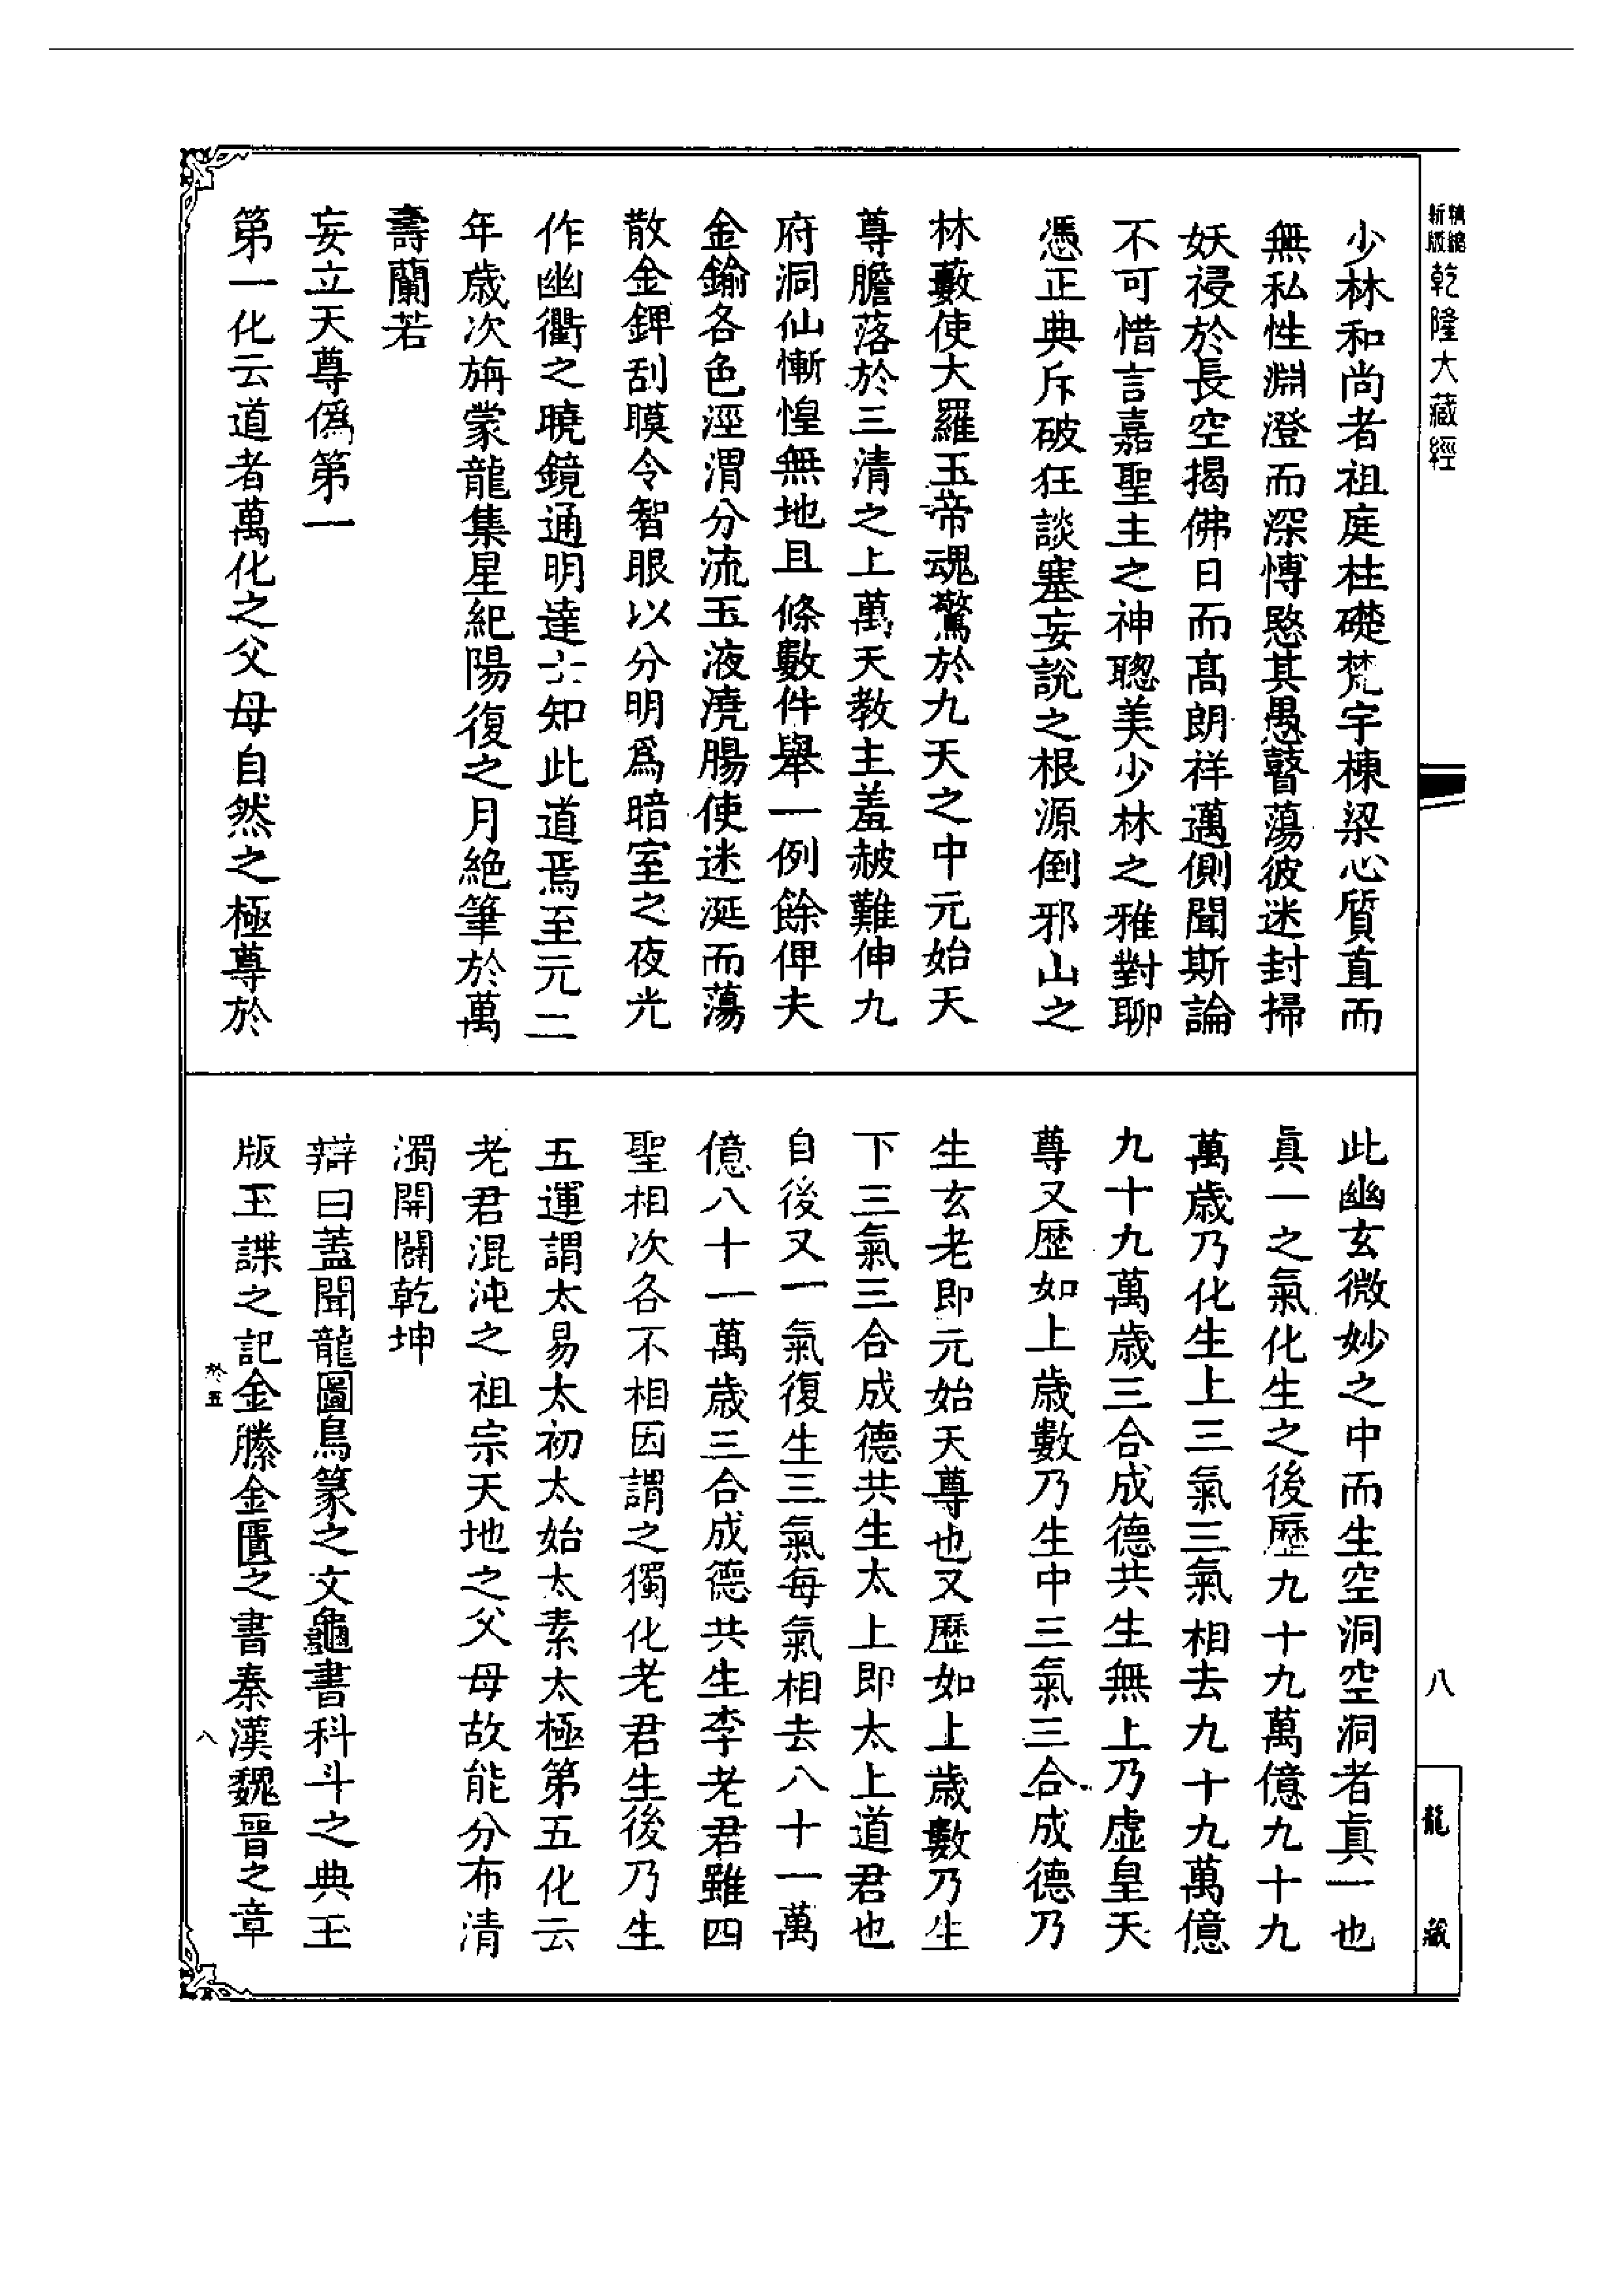 精縮新版乾隆大藏經
少林和尚者祖庭柱礎梵宇棟梁心質直而
無私性淵澄而深慱愍其愚瞽蕩彼迷封掃
妖祲於長空揭佛日而髙朗祥邁側聞斯論
不可惜言嘉聖主之神聰美少林之雅對聊
憑正典斥破狂談塞妄說之根源倒邪山之
林藪使大羅玉帝魂驚於九天之中元始天
尊膽落於三清之上萬天教主羞赧難伸九
府洞仙慚惶無地且條數件舉一例餘俾夫
金鍮各色涇渭分流玉液澆腸使迷涎而蕩
散金錍刮膜令智眼以分明爲暗室之夜光
作幽衢之曉鏡通明達士知此道焉至元二
年歲次旃蒙龍集星紀陽復之月絶筆於萬
壽蘭若
妄立天尊偽第一
第一化云道者萬化之父母自然之極尊於
此幽玄微妙之中而生空洞空洞者眞一也
眞一之氣化生之後歷九十九萬億九十九
萬歲乃化生上三氣三氣相去九十九萬億
九十九萬歲三合成德共生無上乃虛皇天
尊又歷如上歲數乃生中三氣三合成德乃
生玄老即元始天尊也又歷如上歲數乃生
下三氣三合成德共生太上即太上道君也
自後又一氣復生三氣每氣相去八十一萬
億八十一萬歲三合成德共生李老君雖四
聖相次各不相因謂之獨化老君生後乃生
五運謂太易太初太始太素太極第五化云
老君混沌之祖宗天地之父母故能分布清
濁開闢乾坤
辯曰蓋聞龍圖鳥篆之文龜書科斗之典玉
版玉諜之記金縢金匱之書秦漢魏晉之章
八
龍藏
八